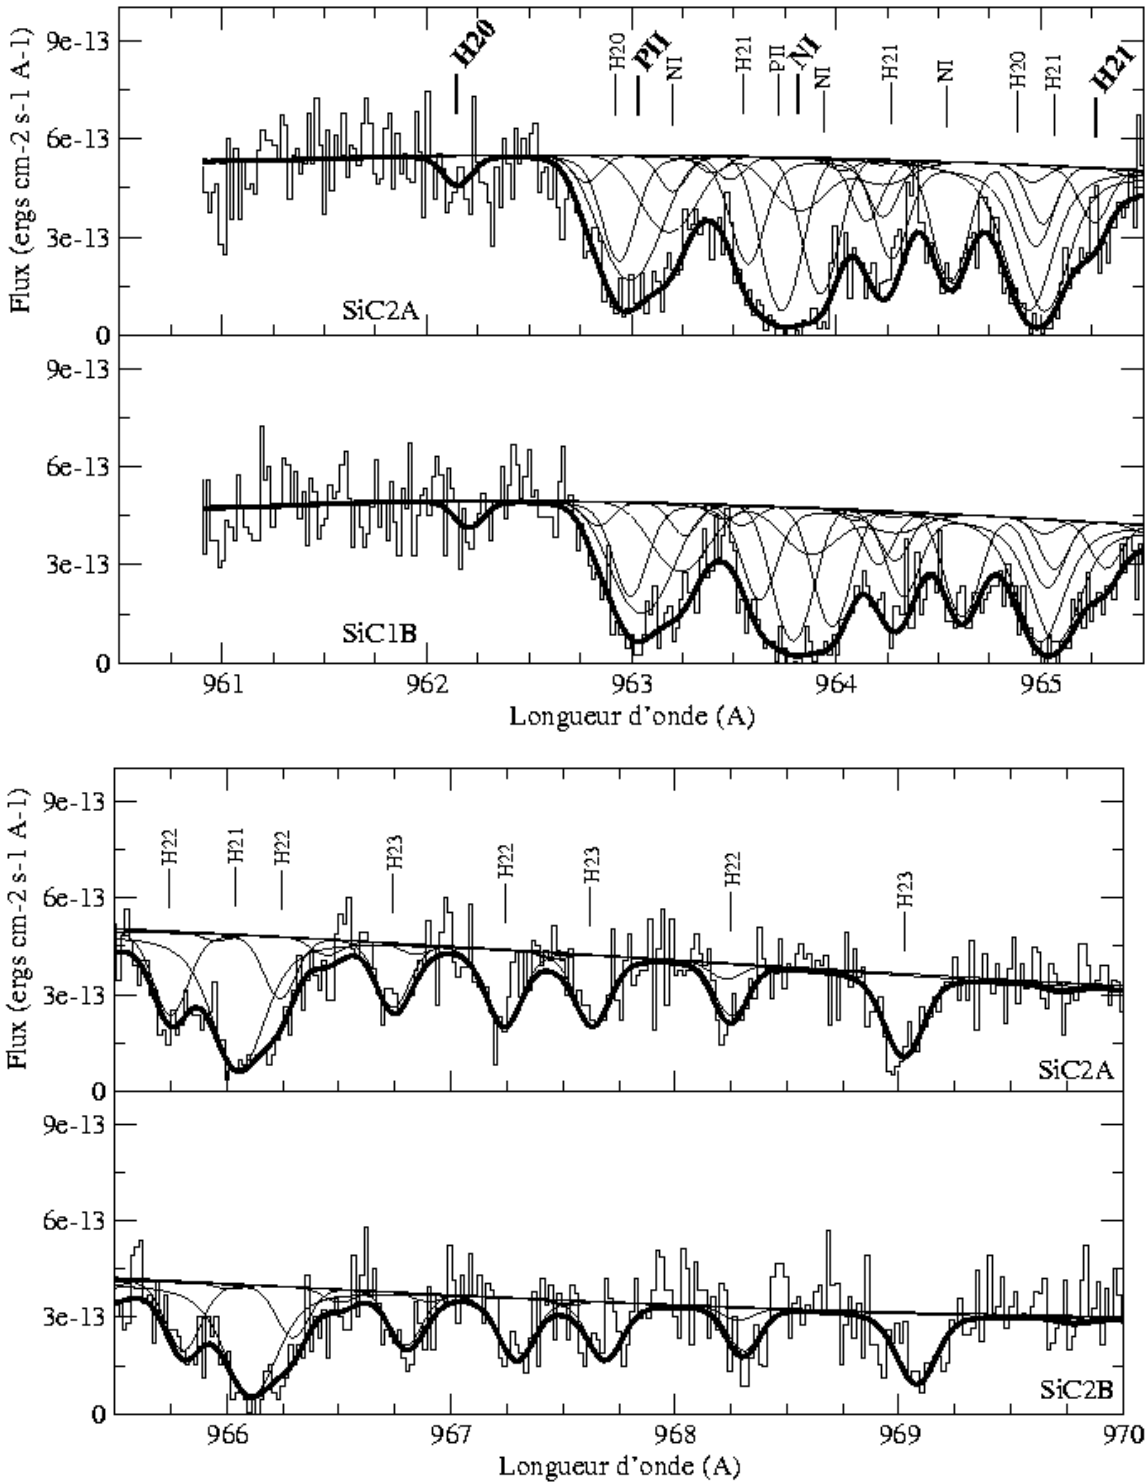 H20 H20 PII NI H21 PII NI NI H21 NI H20 H21 H21
Flux (ergs cm-2 s-1 A-1)
9e-13
6e-13
3e-13
0
SiC2A
9e-13
6e-13
3e-13
0
SiC1B
961 962 963 964 965
Longueur d'onde (A)
H22 H21 H22 H23 H22 H23 H22 H23
Flux (ergs cm-2 s-1 A-1)
9e-13
6e-13
3e-13
0
SiC2A
9e-13
6e-13
3e-13
0
SiC2B
966 967 968 969 970
Longueur d'onde (A)